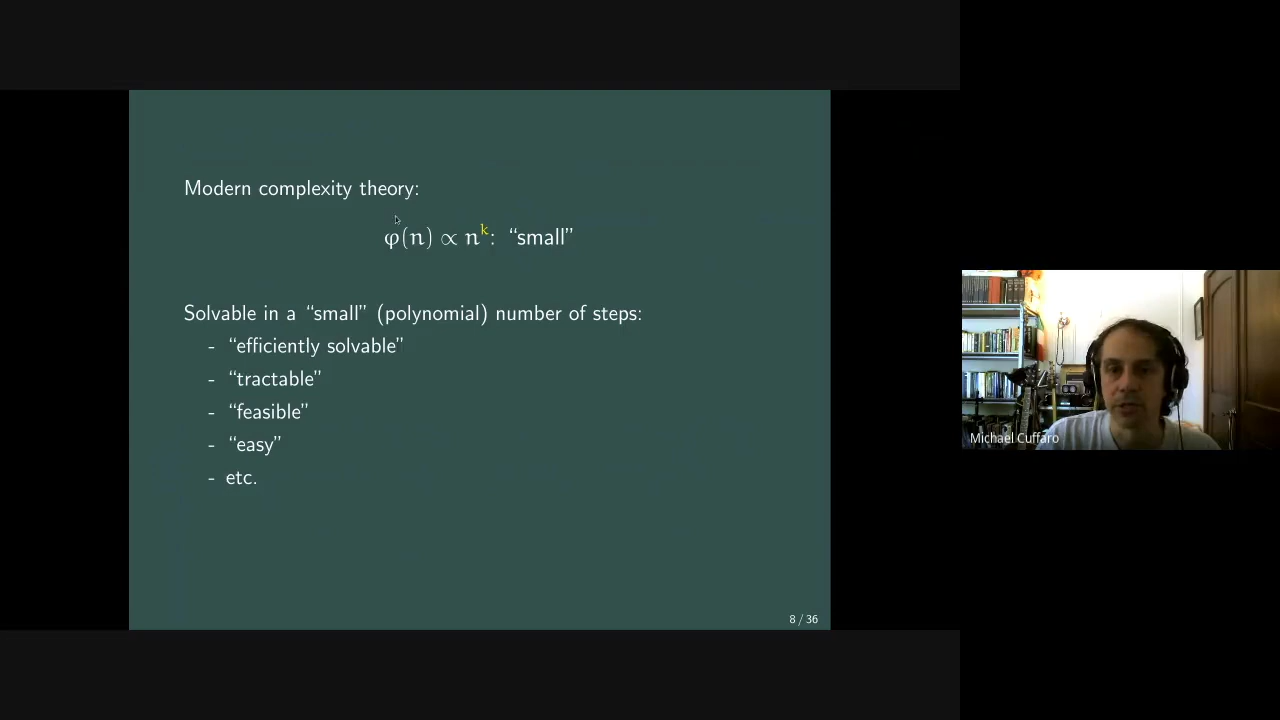 Modern complexity theory:
φ(n) ∝ n^k: “small”
Solvable in a “small” (polynomial) number of steps:
- “efficiently solvable”
- “tractable”
- “feasible”
- “easy”
- etc.
8 / 36
Michael Cuffaro